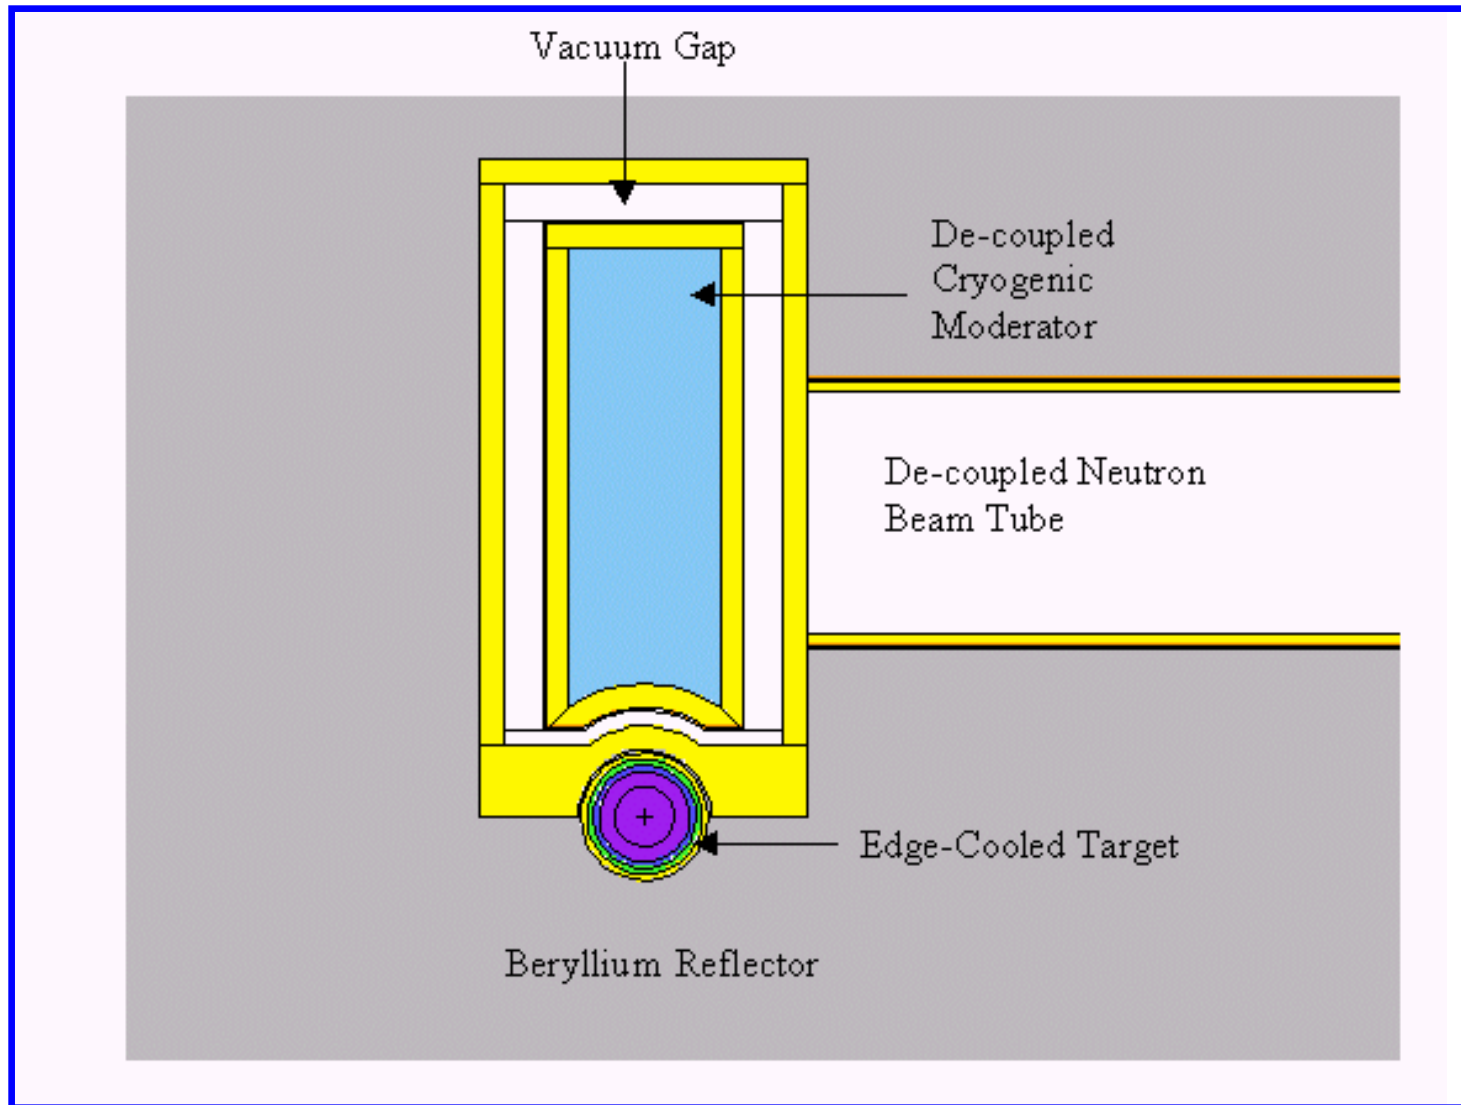 Vacuum Gap
De-coupled
Cryogenic
Moderator
De-coupled Neutron
Beam Tube
Edge-Cooled Target
Beryllium Reflector